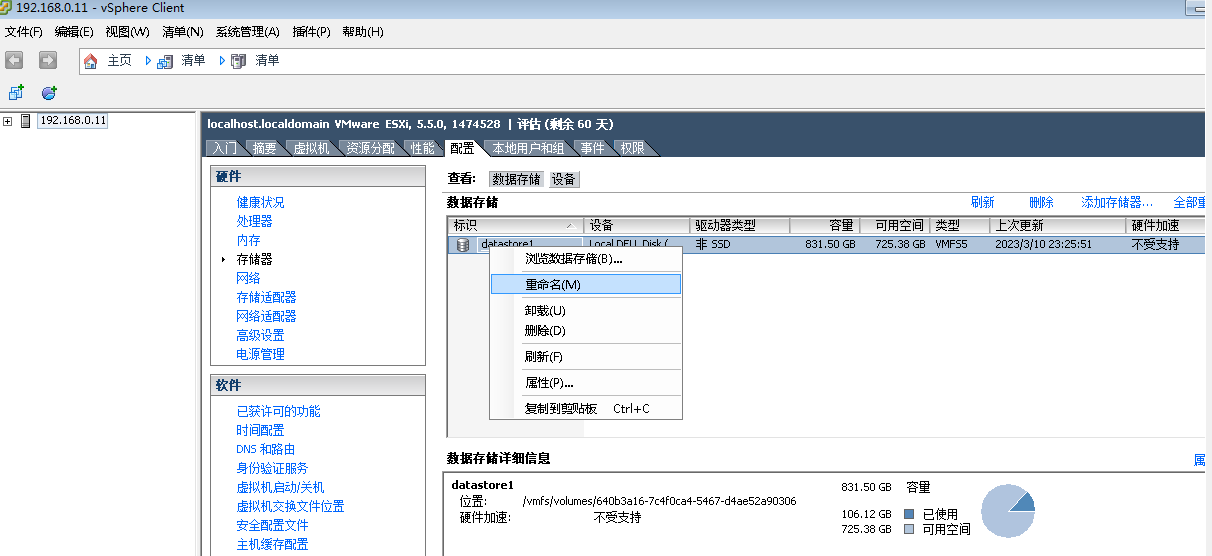 192.168.0.11 - vSphere Client
文件(F) 编辑(E) 视图(W) 清单(N) 系统管理(A) 插件(P) 帮助(H)
主页 清单 清单
192.168.0.11
localhost.localdomain VMware ESXi, 5.5.0, 1474528 | 评估 (剩余 60 天)
入门 摘要 虚拟机 资源分配 性能 配置 本地用户和组 事件 权限
硬件
健康状况
处理器
内存
存储器
网络
存储适配器
网络适配器
高级设置
电源管理
软件
已获许可的功能
时间配置
DNS 和路由
身份验证服务
虚拟机启动/关机
虚拟机交换文件位置
安全配置文件
主机缓存配置
查看: 数据存储 设备
数据存储 刷新 删除 添加存储器... 全部重
标识 设备 驱动器类型 容量 可用空间 类型 上次更新 硬件加速
datastore1 Local DELL Disk ( 非 SSD 831.50 GB 725.38 GB VMFS5 2023/3/10 23:25:51 不受支持
浏览数据存储(B)...
重命名(M)
卸载(U)
删除(D)
刷新(F)
属性(P)...
复制到剪贴板 Ctrl+C
数据存储详细信息 属
datastore1 831.50 GB 容量
位置: /vmfs/volumes/640b3a16-7c4f0ca4-5467-d4ae52a90306
硬件加速: 不受支持 106.12 GB 已使用
725.38 GB 可用空间